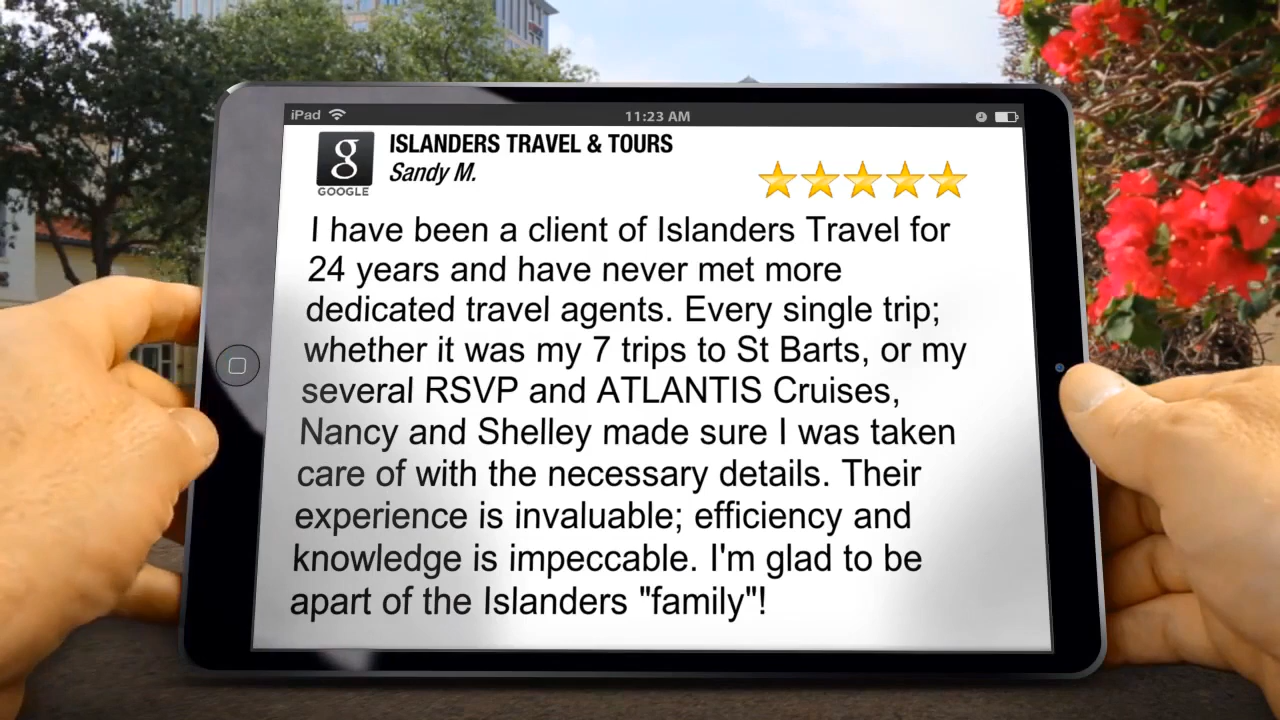 iPad
11:23 AM
g
GOOGLE
ISLANDERS TRAVEL & TOURS
Sandy M.
I have been a client of Islanders Travel for
24 years and have never met more
dedicated travel agents. Every single trip;
whether it was my 7 trips to St Barts, or my
several RSVP and ATLANTIS Cruises,
Nancy and Shelley made sure I was taken
care of with the necessary details. Their
experience is invaluable; efficiency and
knowledge is impeccable. I'm glad to be
apart of the Islanders "family"!